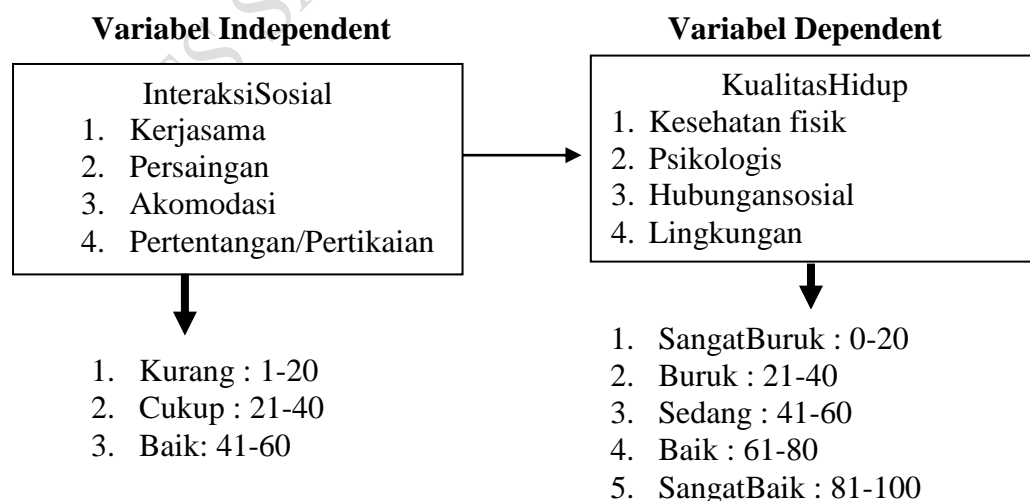 Variabel Independent
InteraksiSosial
1. Kerjasama
2. Persaingan
3. Akomodasi
4. Pertentangan/Pertikaian
1. Kurang : 1-20
2. Cukup : 21-40
3. Baik: 41-60
Variabel Dependent
KualitasHidup
1. Kesehatan fisik
2. Psikologis
3. Hubungansosial
4. Lingkungan
1. SangatBuruk : 0-20
2. Buruk : 21-40
3. Sedang : 41-60
4. Baik : 61-80
5. SangatBaik : 81-100